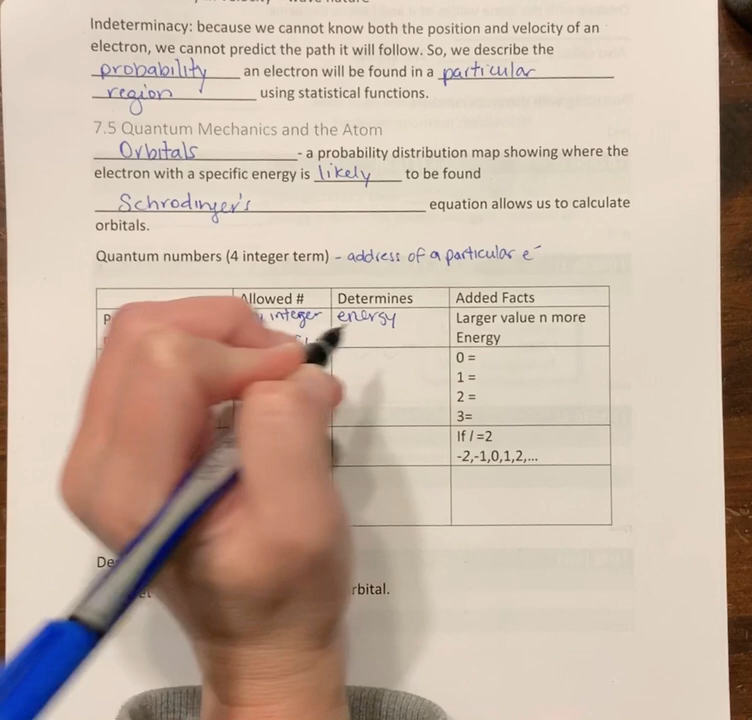 Indeterminacy: because we cannot know both the position and velocity of an
electron, we cannot predict the path it will follow. So, we describe the
probability an electron will be found in a particular
region using statistical functions.
7.5 Quantum Mechanics and the Atom
Orbitals - a probability distribution map showing where the
electron with a specific energy is likely to be found
Schrodinger's equation allows us to calculate
orbitals.
Quantum numbers (4 integer term) - address of a particular e⁻
Allowed # Determines Added Facts
integer energy Larger value n more
Energy
0 =
1 =
2 =
3=
If l =2
-2,-1,0,1,2,...
rbital.